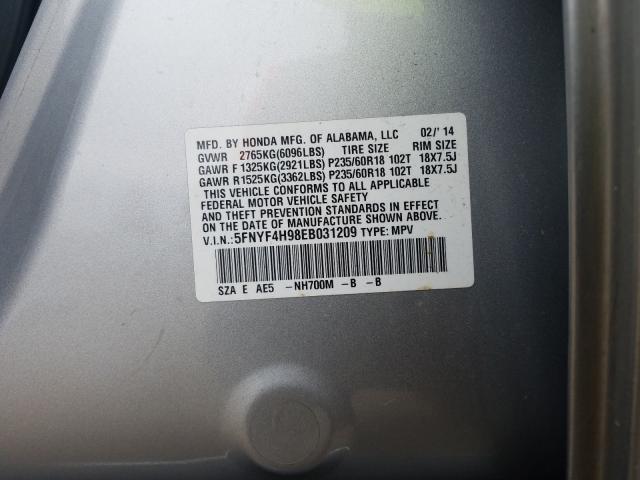 MFD. BY HONDA MFG. OF ALABAMA, LLC 02/' 14
GVWR 2765KG(6096LBS) TIRE SIZE RIM SIZE
GAWR F 1325KG(2921LBS) P235/60R18 102T 18X7.5J
GAWR R1525KG(3362LBS) P235/60R18 102T 18X7.5J
THIS VEHICLE CONFORMS TO ALL APPLICABLE
FEDERAL MOTOR VEHICLE SAFETY
AND THEFT PREVENTION STANDARDS IN EFFECT
ON THE DATE OF MANUFACTURE SHOWN ABOVE.
V.I.N.:5FNYF4H98EB031209 TYPE: MPV
SZA E AE5 -NH700M -B -B